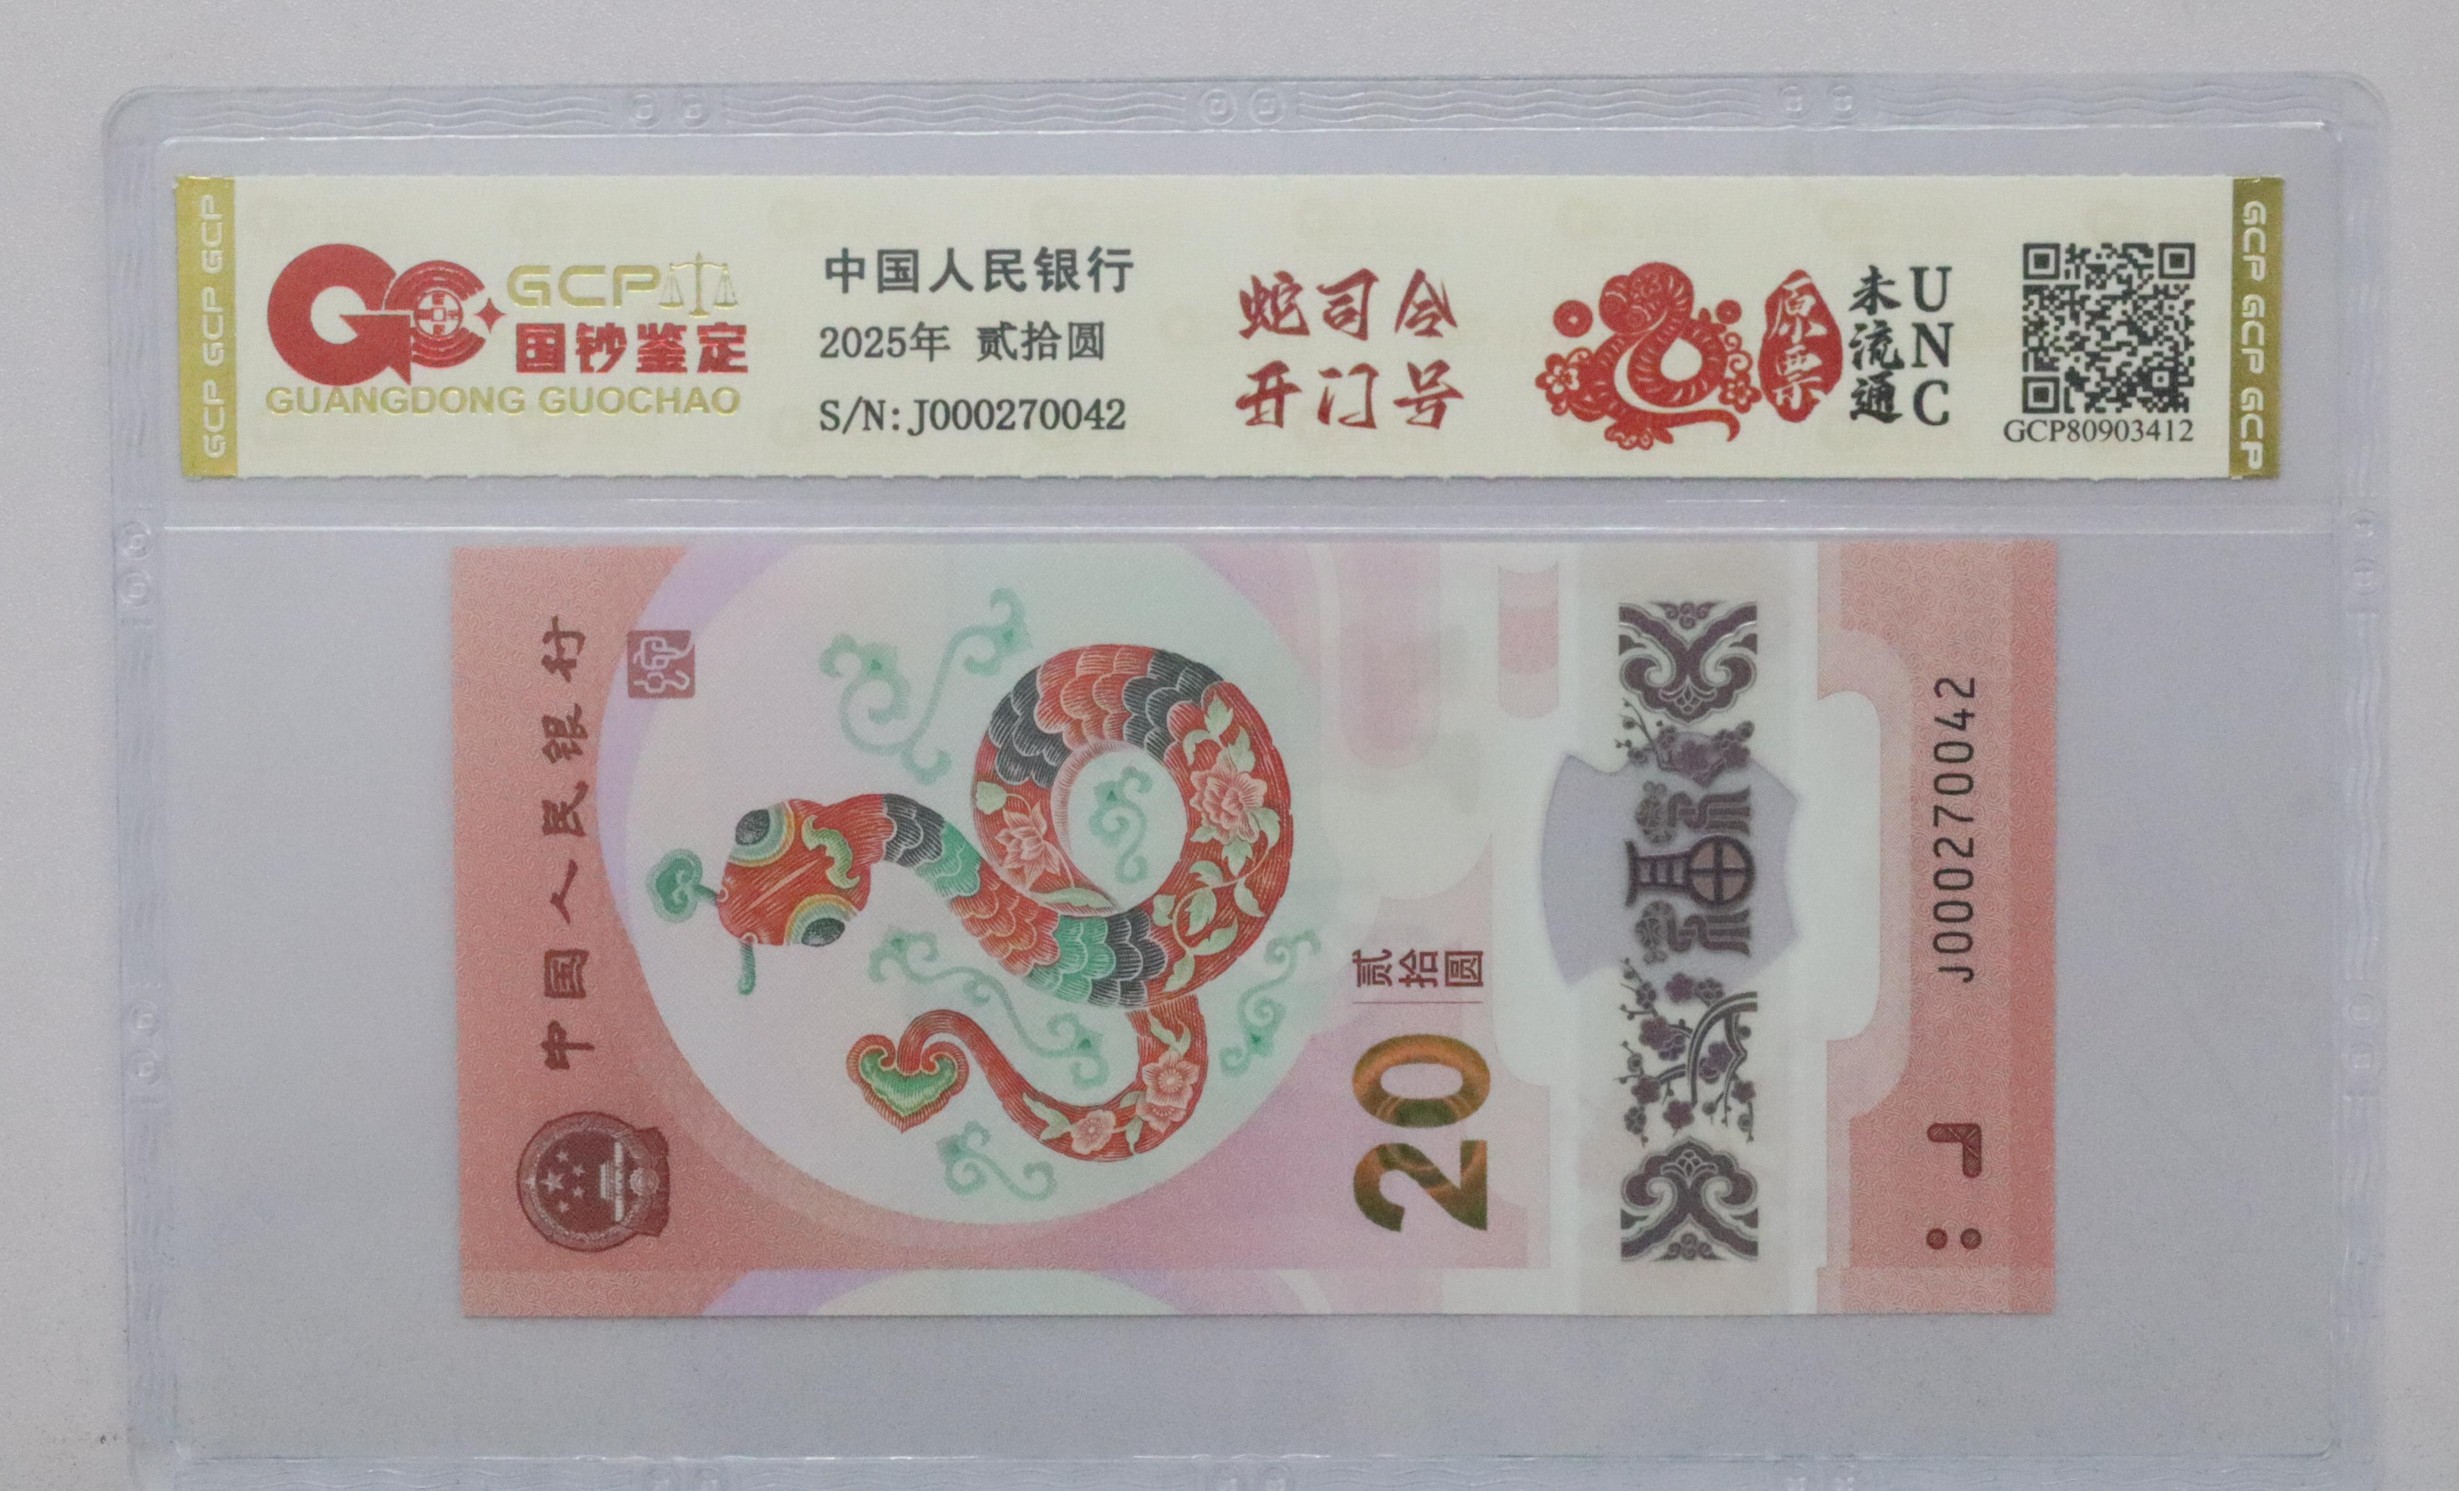 GCP GCP GCP
GCP
国钞鉴定
GUANGDONG GUOCHAO
中国人民银行
2025年 贰拾圆
S/N:J000270042
蛇司令
开门号
原票
未流通
UNC
GCP80903412
GCP GCP GCP
中国人民银行
20
贰拾圆
福
J000270042